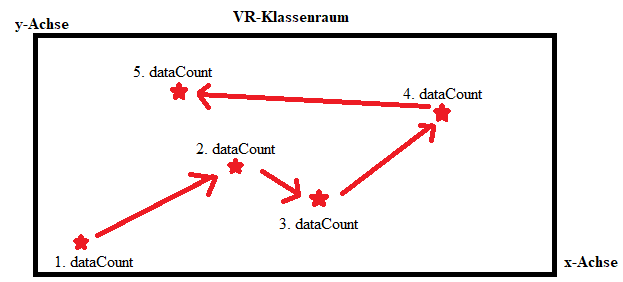 VR-Klassenraum
y-Achse
5. dataCount
4. dataCount
2. dataCount
3. dataCount
1. dataCount
x-Achse